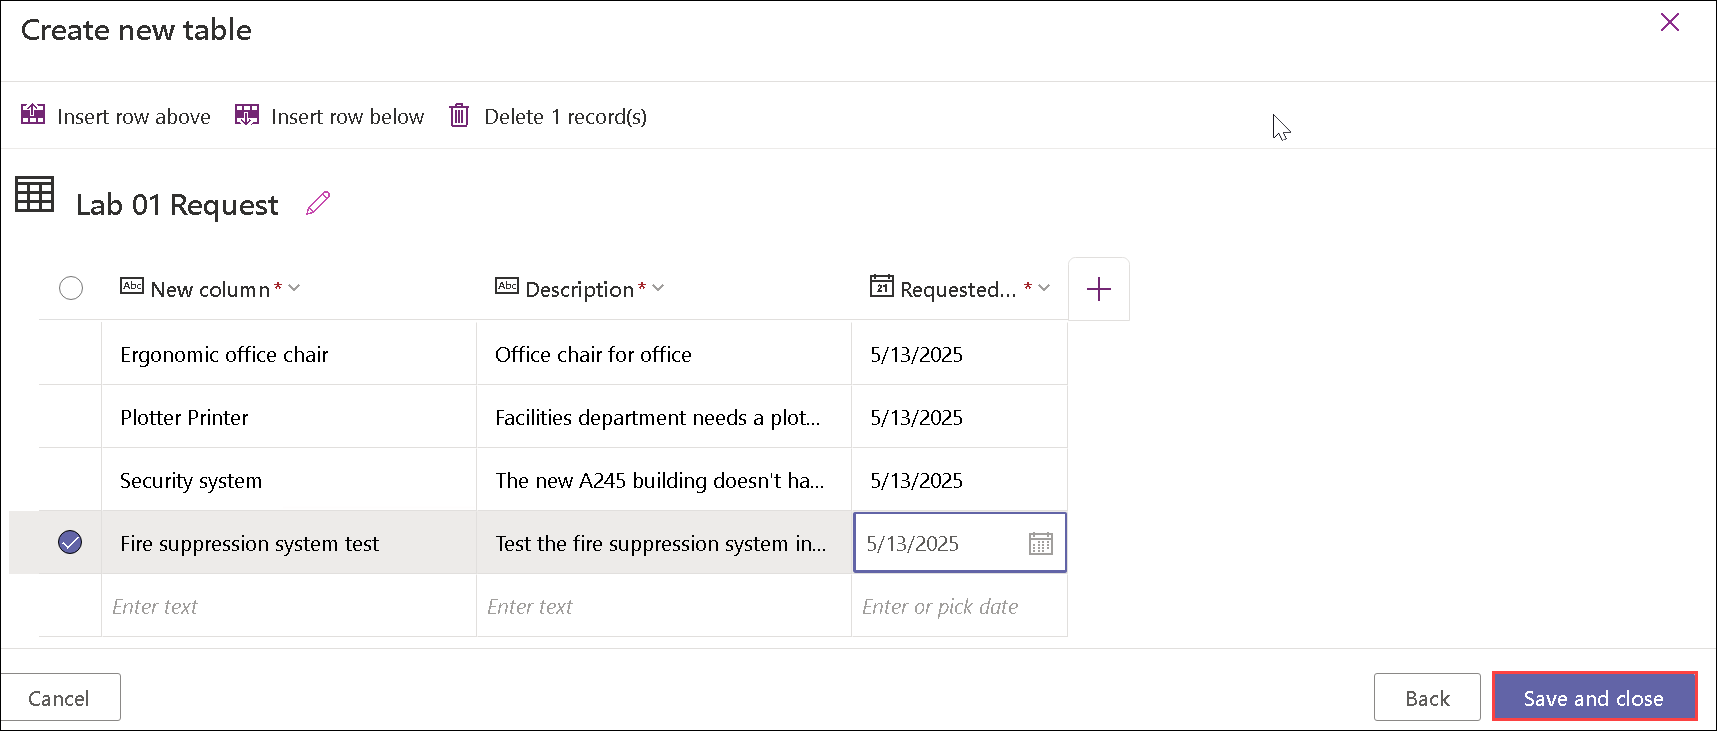 Create new table
Insert row above Insert row below Delete 1 record(s)
Lab 01 Request
Abc New column * Abc Description * 21 Requested... *
Ergonomic office chair Office chair for office 5/13/2025
Plotter Printer Facilities department needs a plot... 5/13/2025
Security system The new A245 building doesn't ha... 5/13/2025
Fire suppression system test Test the fire suppression system in... 5/13/2025
Enter text Enter text Enter or pick date
Cancel Back Save and close